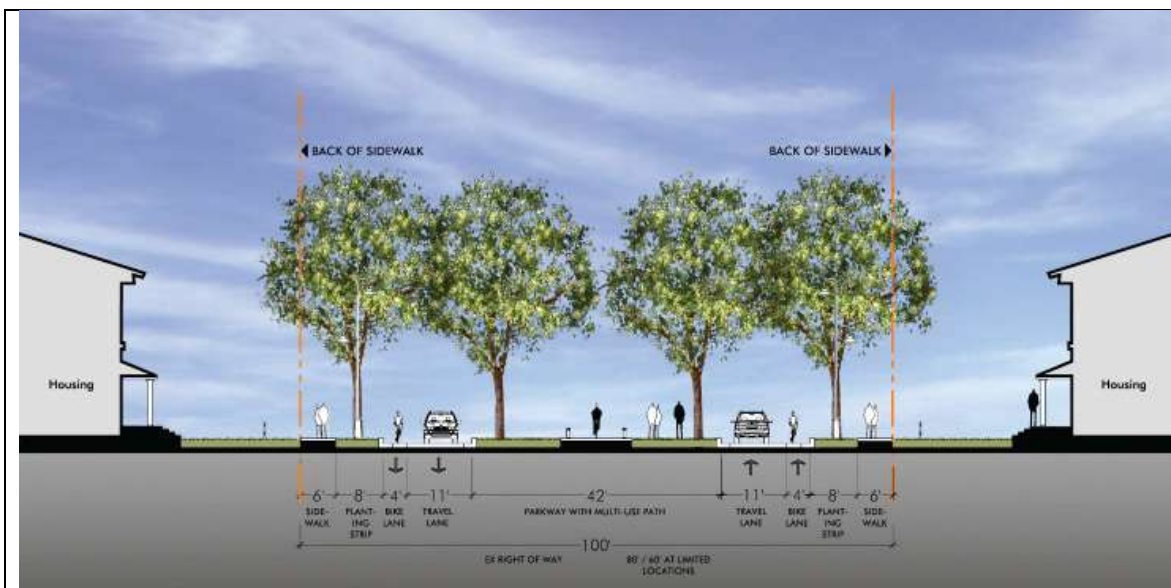 BACK OF SIDEWALK BACK OF SIDEWALK
Housing Housing
6' 8' 4' 11' 42' 11' 4' 8' 6'
SIDE-
WALK
PLANT-
ING
STRIP
BIKE
LANE
TRAVEL
LANE
PARKWAY WITH MULTI-USE PATH
TRAVEL
LANE
BIKE
LANE
PLANT-
ING
STRIP
SIDE-
WALK
100'
EX RIGHT OF WAY 80' / 60' AT LIMITED
LOCATIONS